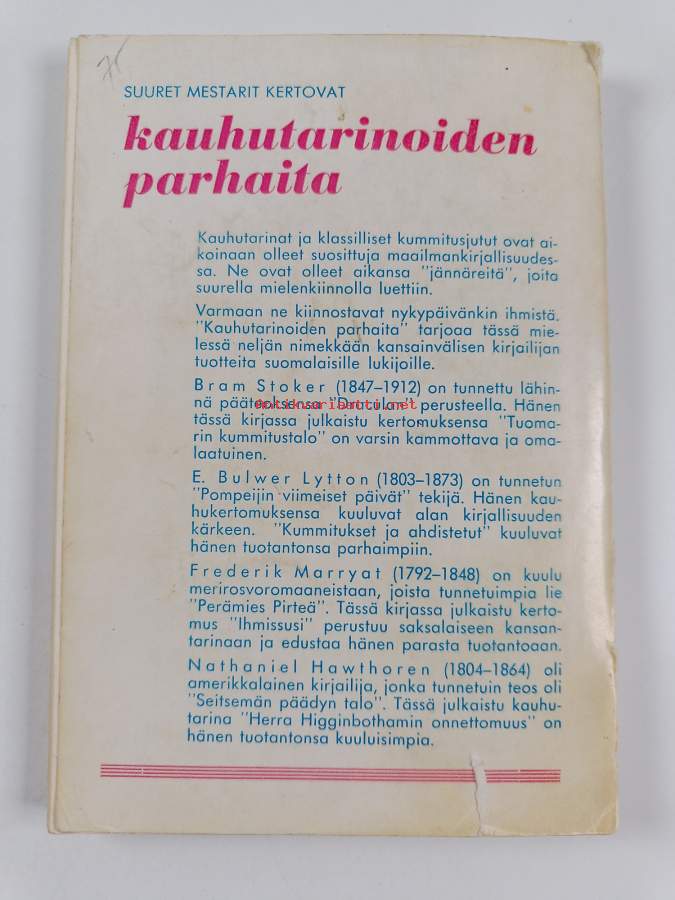 SUURET MESTARIT KERTOVAT
kauhutarinoiden
parhaita
Kauhutarinat ja klassilliset kummitusjutut ovat ai-
koinaan olleet suosittuja maailmankirjallisuudes-
sa. Ne ovat olleet aikansa "jännäreitä", joita
suurella mielenkiinnolla luettiin.
Varmaan ne kiinnostavat nykypäivänkin ihmistä.
"Kauhutarinoiden parhaita" tarjoaa tässä mie-
lessä neljän nimekkään kansainvälisen kirjailijan
tuotteita suomalaisille lukijoille.
Bram Stoker (1847–1912) on tunnettu lähin-
nä pääteoksensa "Draculan" perusteella. Hänen
Antikvariaatti.net
tässä kirjassa julkaistu kertomuksensa "Tuoma-
rin kummitustalo" on varsin kammottava ja oma-
laatuinen.
E. Bulwer Lytton (1803–1873) on tunnetun
"Pompeijin viimeiset päivät" tekijä. Hänen kau-
hukertomuksensa kuuluvat alan kirjallisuuden
kärkeen. "Kummitukset ja ahdistetut" kuuluvat
hänen tuotantonsa parhaimpiin.
Frederik Marryat (1792–1848) on kuulu
merirosvoromaaneistaan, joista tunnetuimpia lie
"Perämies Pirteä". Tässä kirjassa julkaistu kerto-
mus "Ihmissusi" perustuu saksalaiseen kansan-
tarinaan ja edustaa hänen parasta tuotantoaan.
Nathaniel Hawthoren (1804–1864) oli
amerikkalainen kirjailija, jonka tunnetuin teos oli
"Seitsemän päädyn talo". Tässä julkaistu kauhu-
tarina "Herra Higginbothamin onnettomuus" on
hänen tuotantonsa kuuluisimpia.